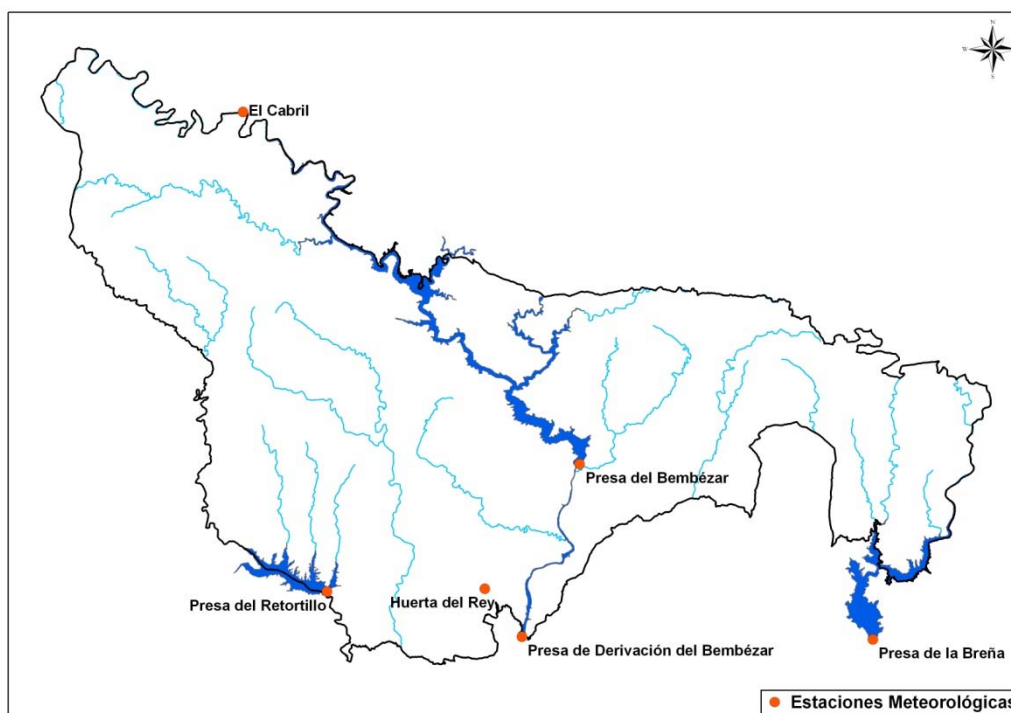 N
W
S
El Cabril
Presa del Bembézar
Presa del Retortillo
Huerta del Rey
Presa de Derivación del Bembézar
Presa de la Breña
Estaciones Meteorológicas